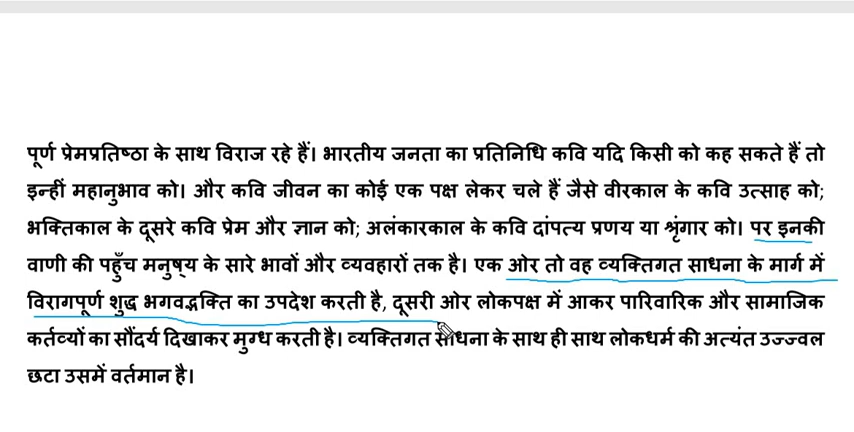 पूर्ण प्रेमप्रतिष्ठा के साथ विराज रहे हैं। भारतीय जनता का प्रतिनिधि कवि यदि किसी को कह सकते हैं तो
इन्हीं महानुभाव को। और कवि जीवन का कोई एक पक्ष लेकर चले हैं जैसे वीरकाल के कवि उत्साह को;
भक्तिकाल के दूसरे कवि प्रेम और ज्ञान को; अलंकारकाल के कवि दांपत्य प्रणय या श्रृंगार को। पर इनकी
वाणी की पहुँच मनुष्य के सारे भावों और व्यवहारों तक है। एक ओर तो वह व्यक्तिगत साधना के मार्ग में
विरागपूर्ण शुद्ध भगवद्भक्ति का उपदेश करती है, दूसरी ओर लोकपक्ष में आकर पारिवारिक और सामाजिक
कर्तव्यों का सौंदर्य दिखाकर मुग्ध करती है। व्यक्तिगत साधना के साथ ही साथ लोकधर्म की अत्यंत उज्ज्वल
छटा उसमें वर्तमान है।